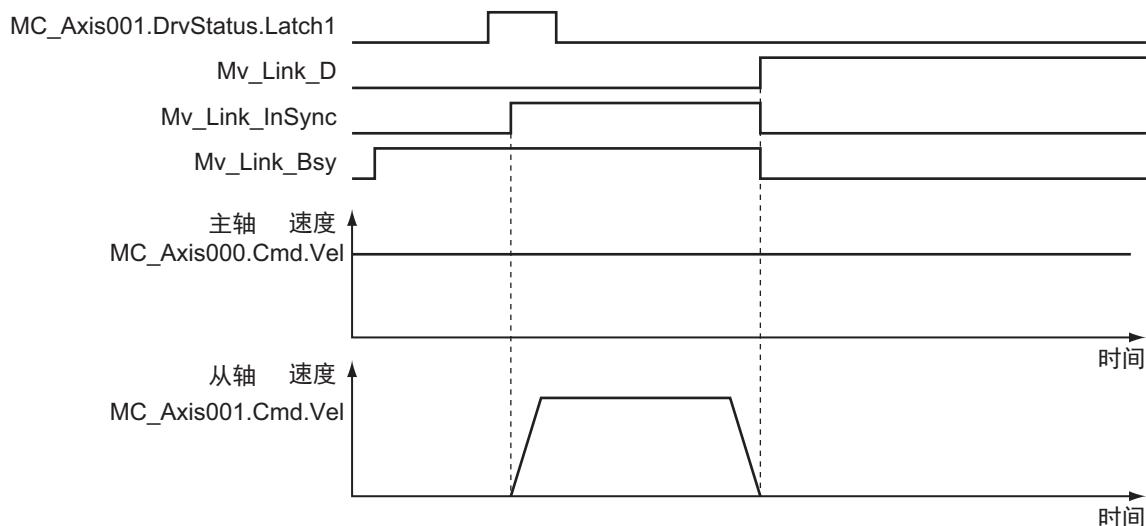 MC_Axis001.DrvStatus.Latch1
Mv_Link_D
Mv_Link_InSync
Mv_Link_Bsy
主轴 速度
MC_Axis000.Cmd.Vel
时间
从轴 速度
MC_Axis001.Cmd.Vel
时间